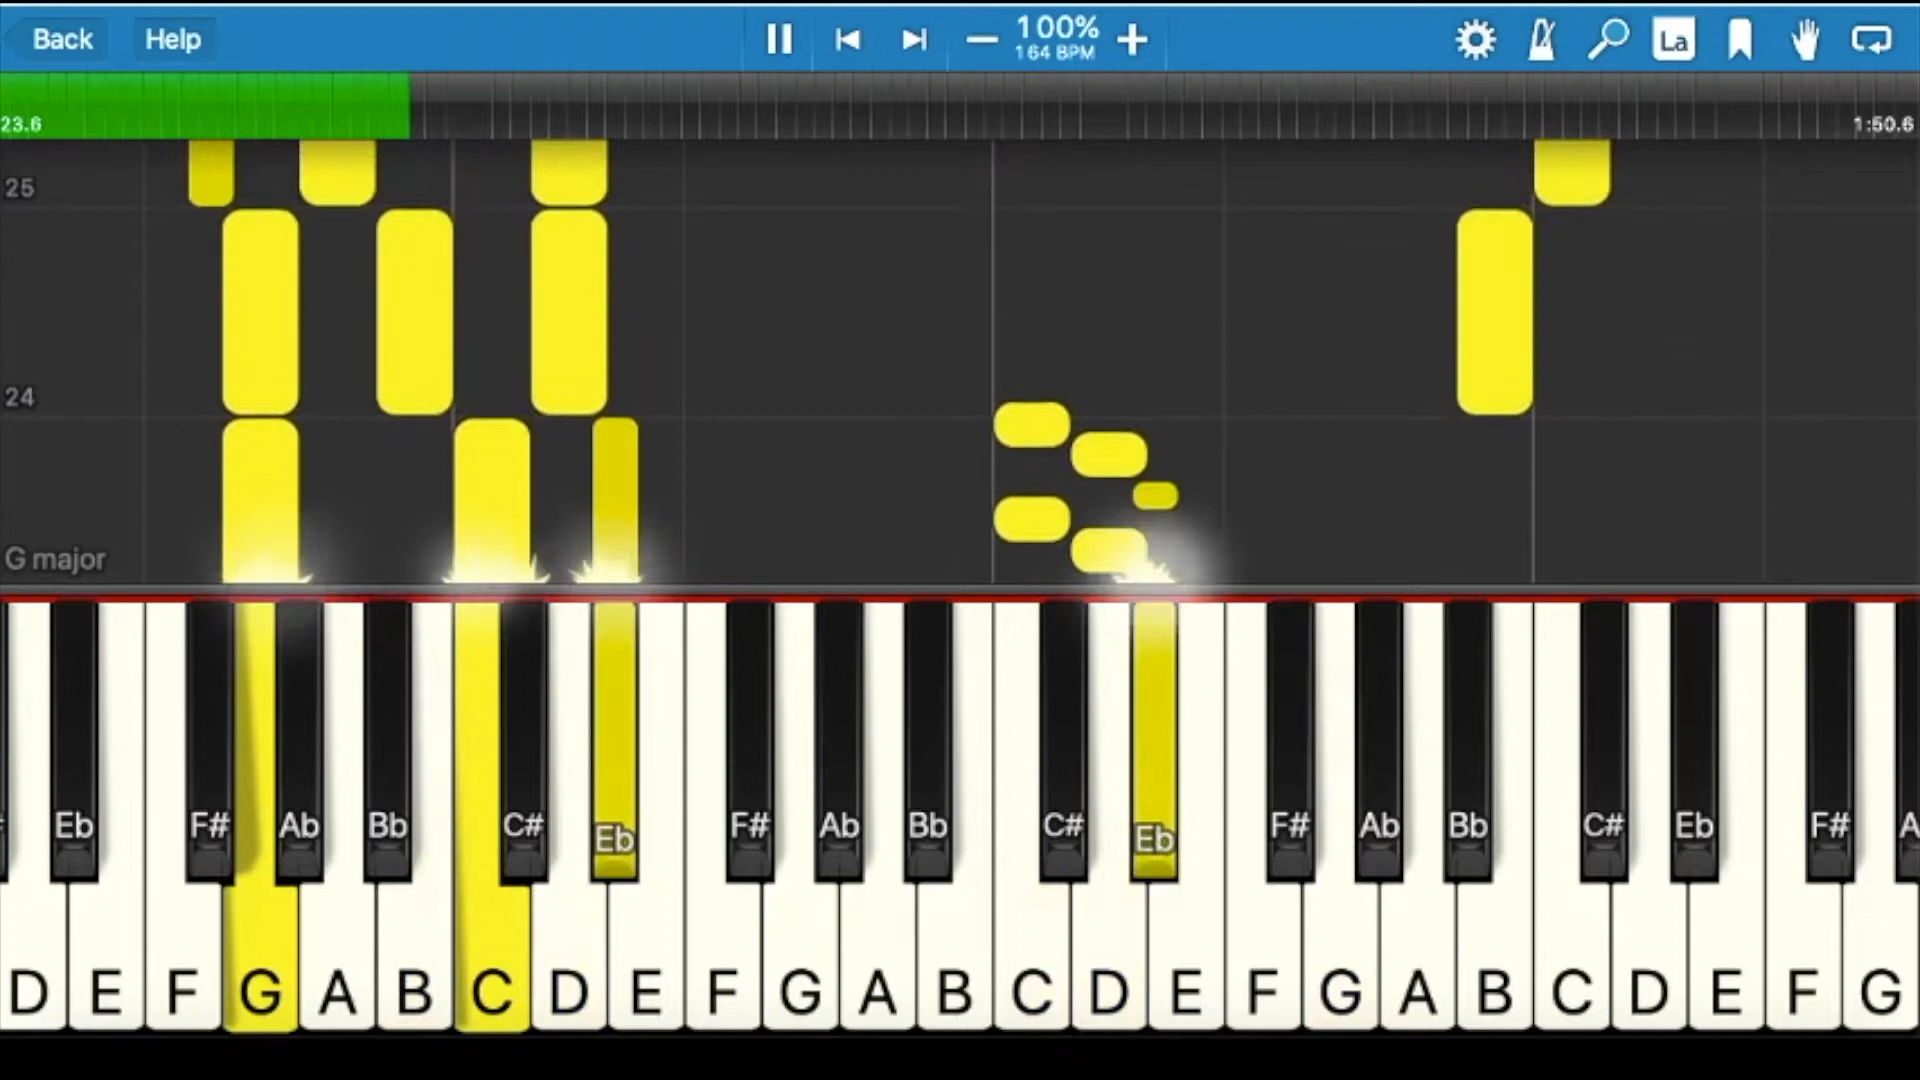 Back Help 100% La
164 BPM
23.6 1:50.6
25
24
G major
Eb F# Ab Bb C# Eb F# Ab Bb C# Eb F# Ab Bb C# Eb F# A
D E F G A B C D E F G A B C D E F G A B C D E F G